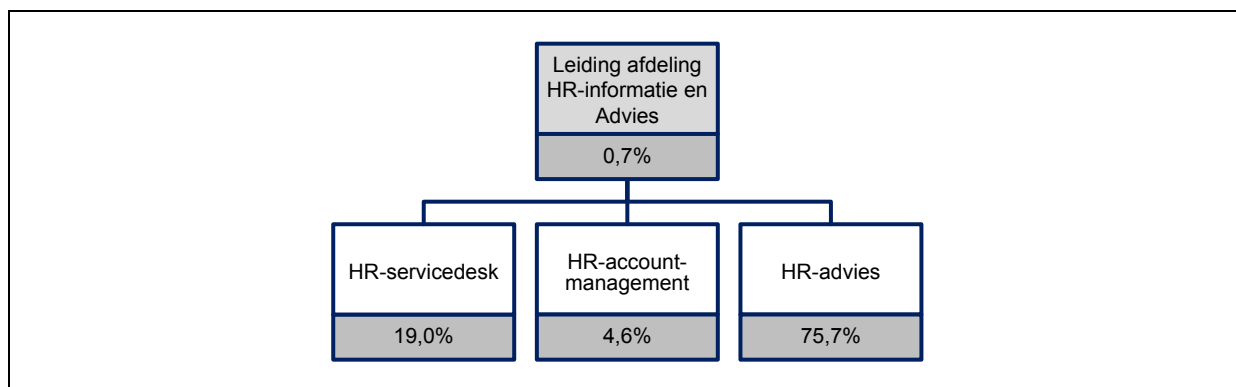 Leiding afdeling
HR-informatie en
Advies
0,7%
HR-servicedesk
19,0%
HR-account-
management
4,6%
HR-advies
75,7%